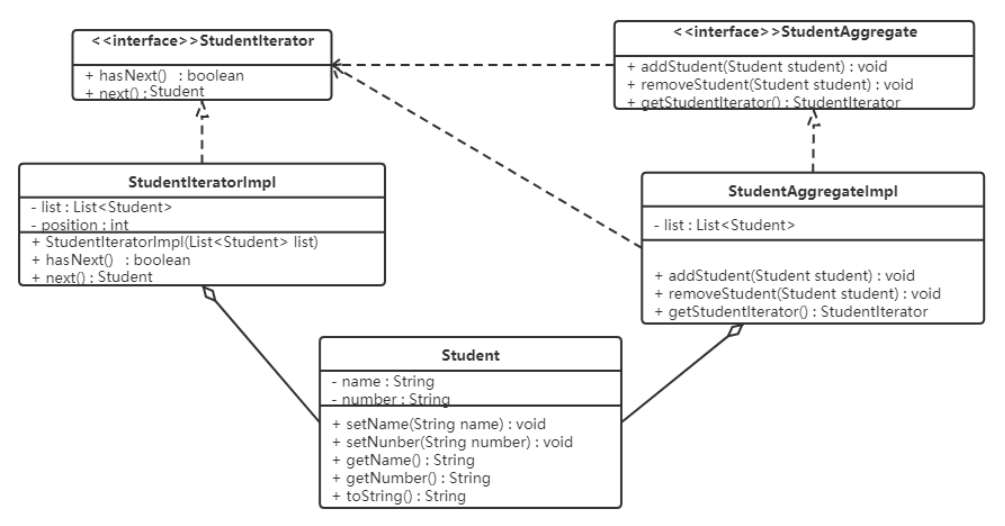 <<interface>>StudentIterator
+ hasNext() : boolean
+ next() : Student
<<interface>>StudentAggregate
+ addStudent(Student student) : void
+ removeStudent(Student student) : void
+ getStudentIterator() : StudentIterator
StudentIteratorImpl
- list : List<Student>
- position : int
+ StudentIteratorImpl(List<Student> list)
+ hasNext() : boolean
+ next() : Student
StudentAggregateImpl
- list : List<Student>
+ addStudent(Student student) : void
+ removeStudent(Student student) : void
+ getStudentIterator() : StudentIterator
Student
- name : String
- number : String
+ setName(String name) : void
+ setNunber(String number) : void
+ getName() : String
+ getNumber() : String
+ toString() : String